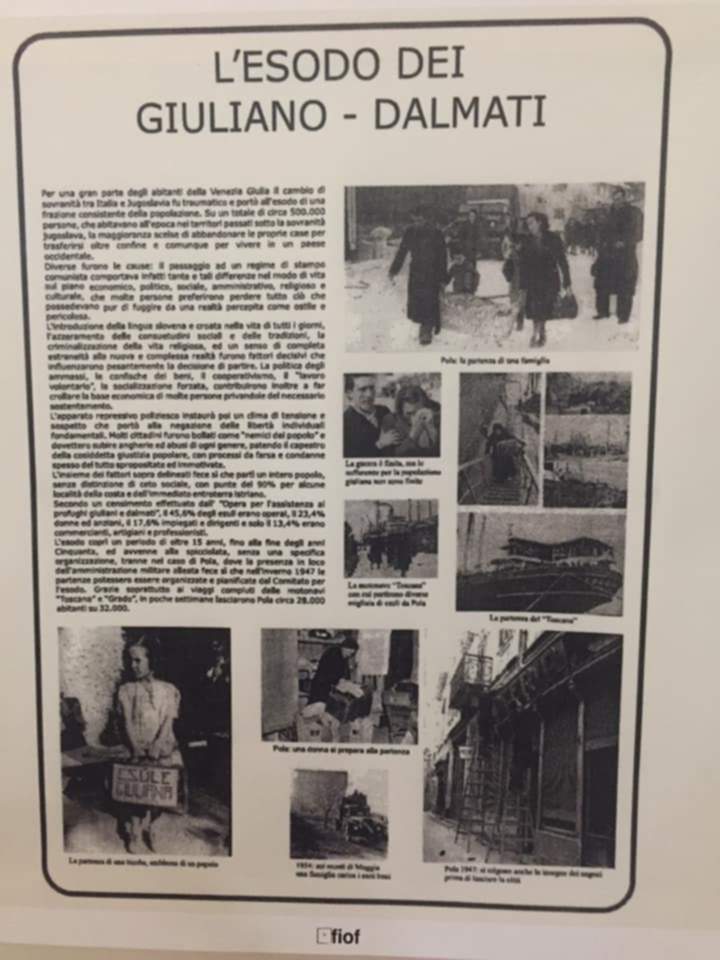 L'ESODO DEI
GIULIANO - DALMATI
Per una gran parte degli abitanti della Venezia Giulia il cambio di
sovranità tra Italia e Jugoslavia fu traumatico e portò all'esodo di una
frazione consistente della popolazione. Su un totale di circa 500.000
persone, che abitavano all'epoca nei territori passati sotto la sovranità
jugoslava, la maggioranza scelse di abbandonare le proprie case per
trasferirsi oltre confine e comunque per vivere in un paese
occidentale.
Diverse furono le cause: il passaggio ad un regime di stampo
comunista comportava infatti tante e tali differenze nel modo di vita
sul piano economico, politico, sociale, amministrativo, religioso e
culturale, che molte persone preferirono perdere tutto ciò che
possedevano pur di fuggire da una realtà percepita come ostile e
pericolosa.
L'introduzione della lingua slovena e croata nella vita di tutti i giorni,
l'azzeramento delle consuetudini sociali e delle tradizioni, la
criminalizzazione della vita religiosa, ed un senso di completa
estraneità alla nuova e complessa realtà furono fattori decisivi che
influenzarono pesantemente la decisione di partire. La politica degli
ammassi, le confische dei beni, il cooperativismo, il "lavoro
volontario", la socializzazione forzata, contribuirono inoltre a far
crollare la base economica di molte persone privandole del necessario
sostentamento.
L'apparato repressivo poliziesco instaurò poi un clima di tensione e
sospetto che portò alla negazione delle libertà individuali
fondamentali. Molti cittadini furono bollati come "nemici del popolo" e
dovettero subire angherie ed abusi di ogni genere, patendo il capestro
della cosiddetta giustizia popolare, con processi da farsa e condanne
spesso del tutto spropositate ed immotivate.
L'insieme dei fattori sopra delineati fece sì che partì un intero popolo,
senza distinzione di ceto sociale, con punte del 90% per alcune
località della costa e dell'immediato entroterra istriano.
Secondo un censimento effettuato dall' "Opera per l'assistenza ai
profughi giuliani e dalmati", il 45,6% degli esuli erano operai, il 23,4%
donne ed anziani, il 17,6% impiegati e dirigenti e solo il 13,4% erano
commercianti, artigiani e professionisti.
L'esodo coprì un periodo di oltre 15 anni, fino alla fine degli anni
Cinquanta, ed avvenne alla spicciolata, senza una specifica
organizzazione, tranne nel caso di Pola, dove la presenza in loco
dell'amministrazione militare alleata fece sì che nell'inverno 1947 le
partenze potessero essere organizzate e pianificate dal Comitato per
l'esodo. Grazie soprattutto ai viaggi compiuti dalle motonavi
"Toscana" e "Grado", in poche settimane lasciarono Pola circa 28.000
abitanti su 32.000.
Pola: la partenza di una famiglia
La guerra è finita, ma le
sofferenze per la popolazione
giuliana non sono finite
La motonave "Toscana"
con cui partirono diverse
migliaia di esuli da Pola
La partenza del "Toscana"
ESULE
GIULIANA
La partenza di una bimba, emblema di un popolo
Pola: una donna si prepara alla partenza
1954: sui monti di Muggia
una famiglia carica i suoi beni
Pola 1947: si tolgono anche le insegne dei negozi
prima di lasciare la città
fiof